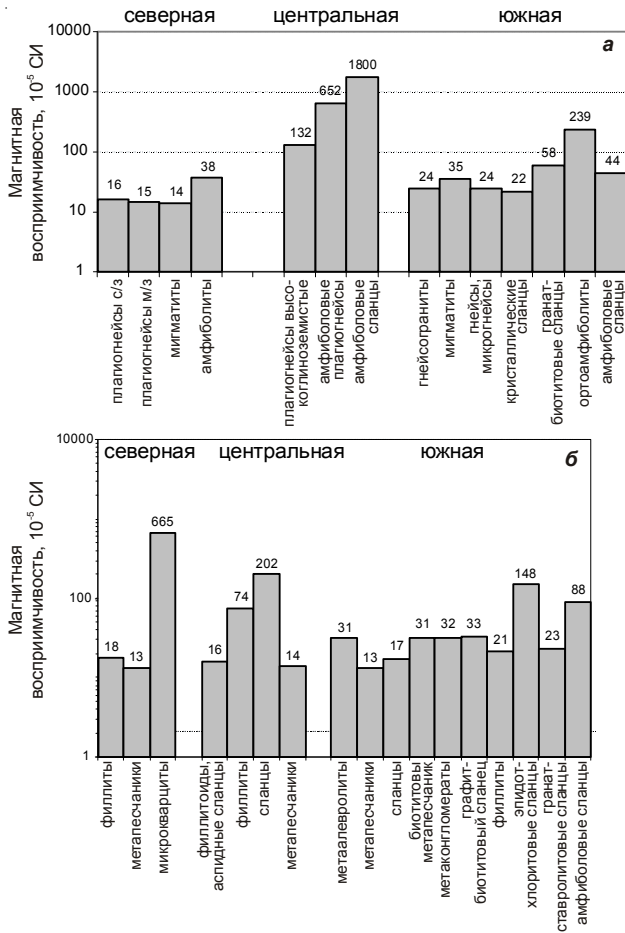 северная центральная южная
а
Магнитная
восприимчивость, 10⁻⁵ СИ
10000
1000
100
10
1
16
15
14
38
132
652
1800
24
35
24
22
58
239
44
плагиогнейсы с/з
плагиогнейсы м/з
мигматиты
амфиболиты
плагиогнейсы высо-
коглиноземистые
амфиболовые
плагиогнейсы
амфиболовые
сланцы
гнейсограниты
мигматиты
гнейсы,
микрогнейсы
кристаллические
сланцы
гранат-
биотитовые сланцы
ортоамфиболиты
амфиболовые
сланцы
северная центральная южная
б
Магнитная
восприимчивость, 10⁻⁵ СИ
10000
100
1
18
13
665
16
74
202
14
31
13
17
31
32
33
21
148
23
88
филлиты
метапесчаники
микрокварциты
филлитоиды,
аспидные сланцы
филлиты
сланцы
метапесчаники
метаалевролиты
метапесчаники
сланцы
биотитовы
метапесчаник
метаконгломераты
графит-
биотитовый сланец
филлиты
эпидот-
хлоритовые сланцы
гранат-
ставролитовые сланцы
амфиболовые сланцы